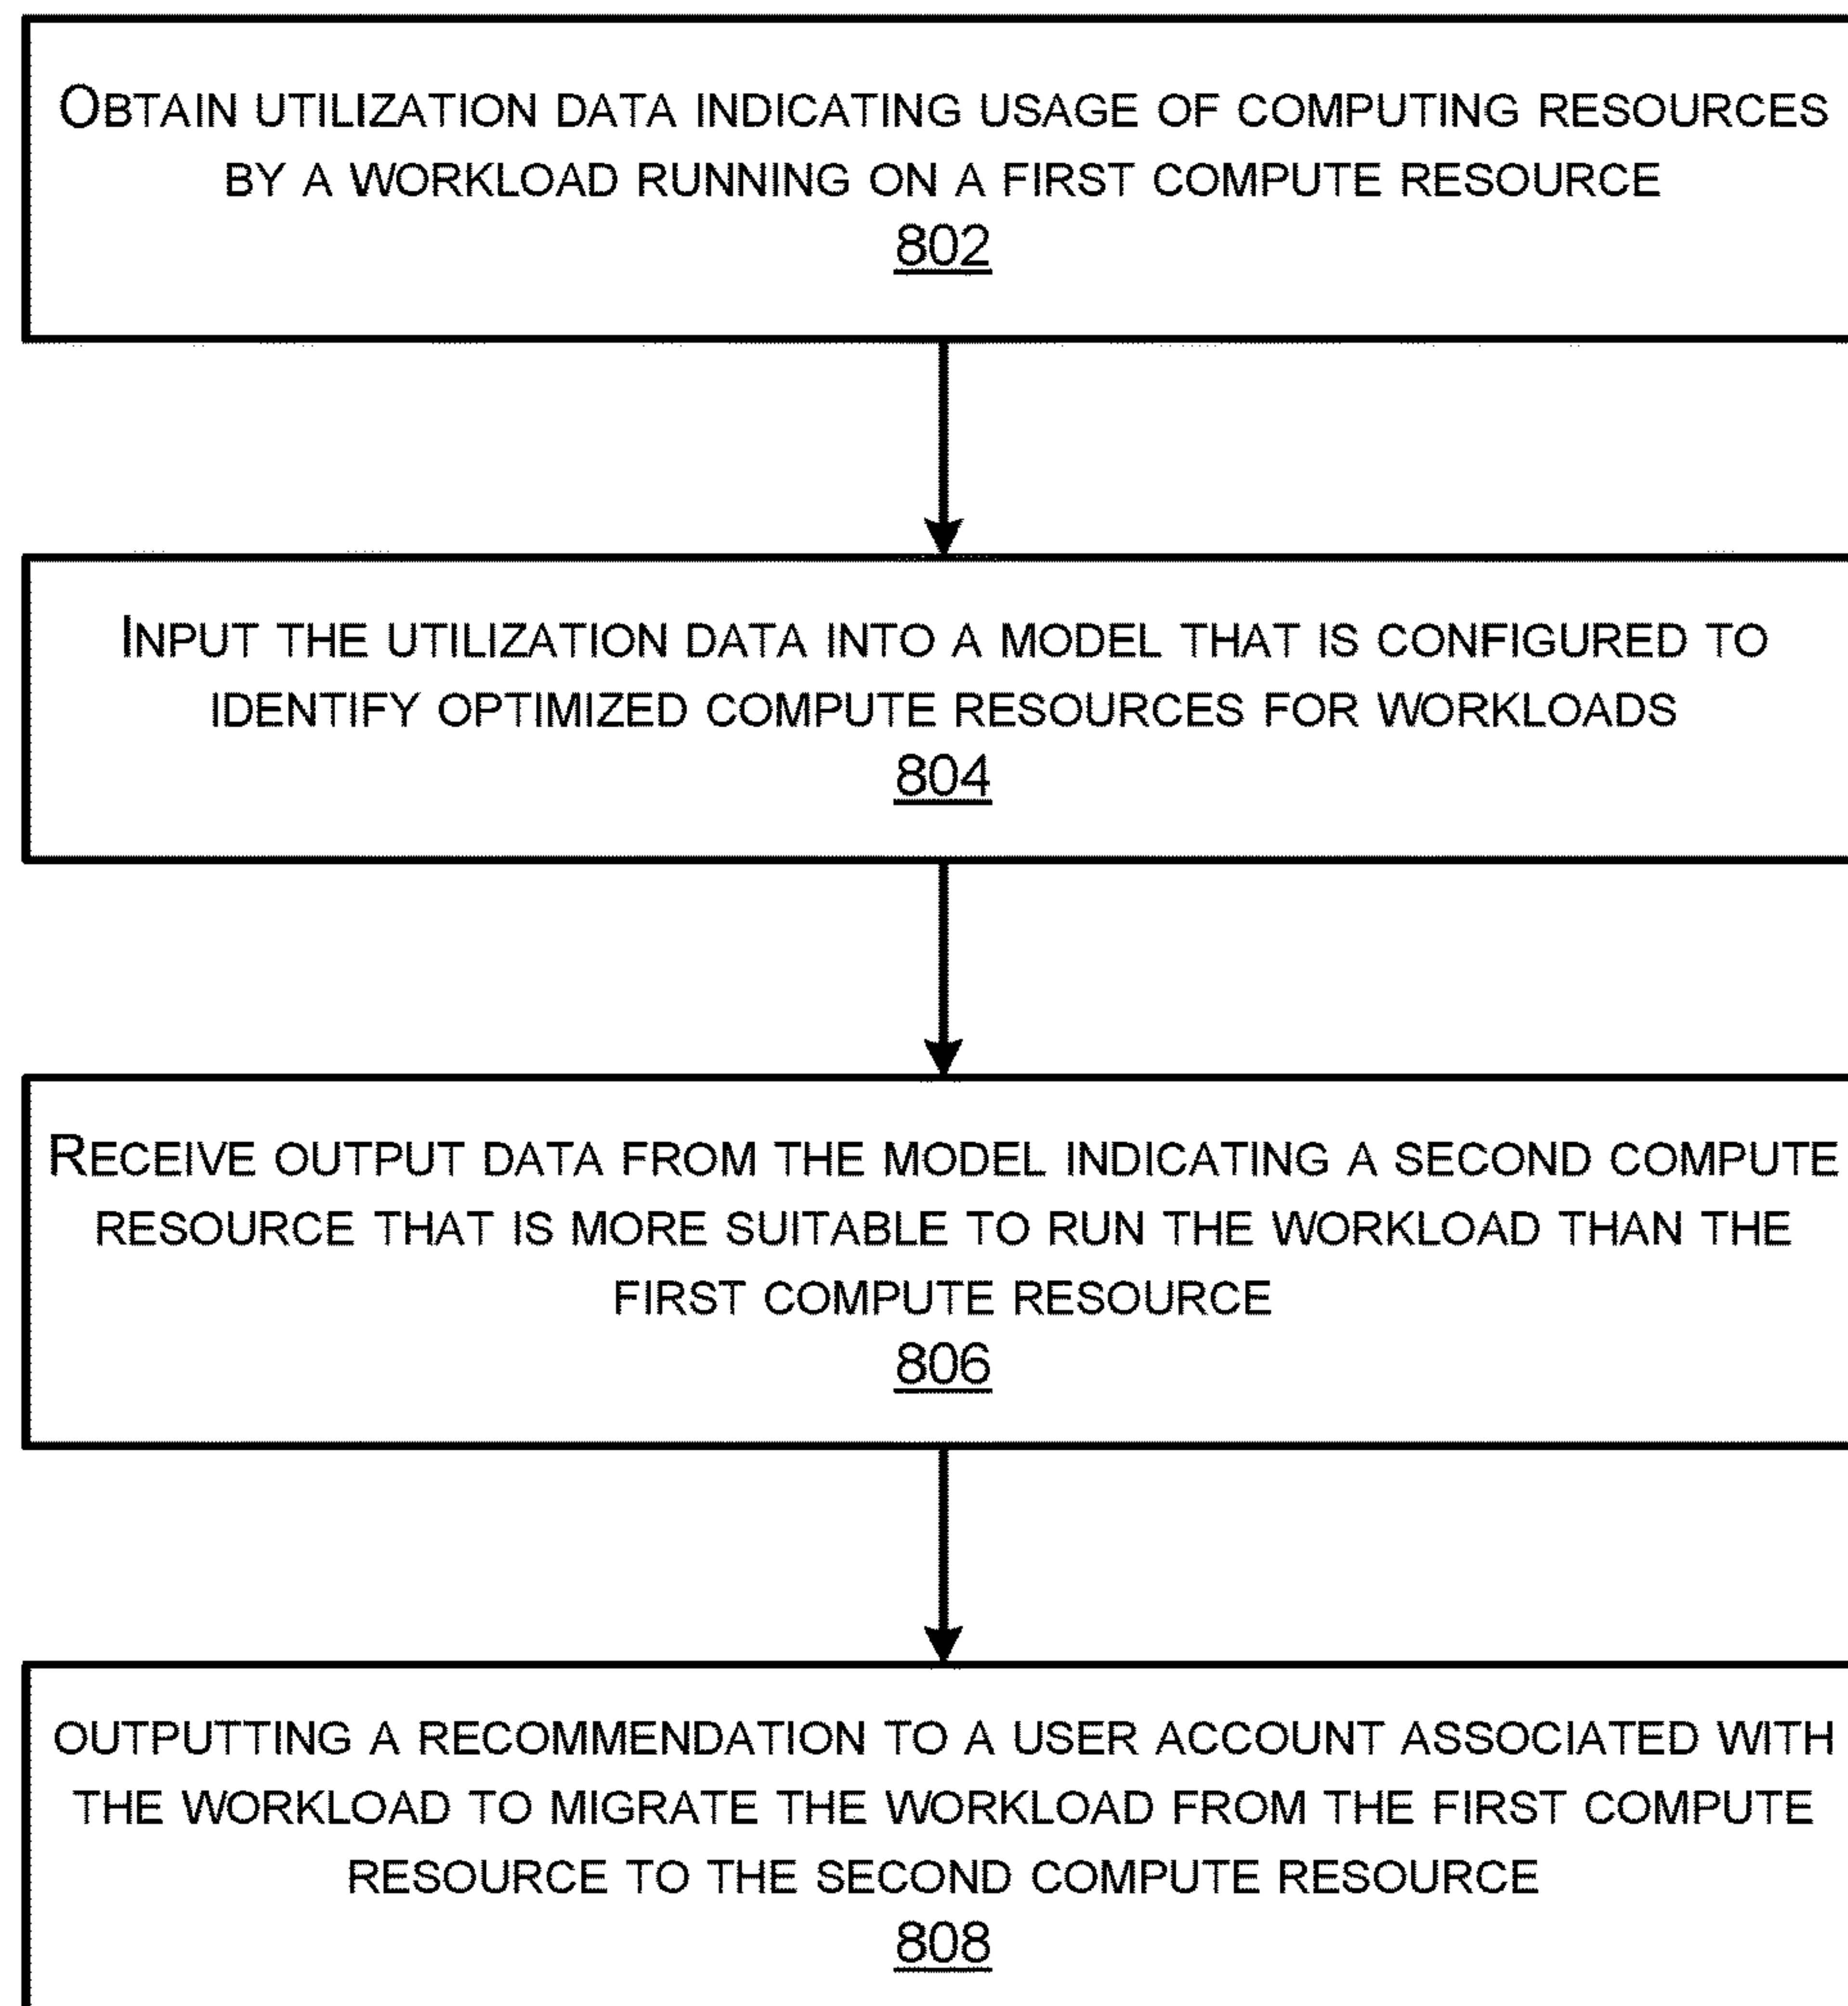 OBTAIN UTILIZATION DATA INDICATING USAGE OF COMPUTING RESOURCES
BY A WORKLOAD RUNNING ON A FIRST COMPUTE RESOURCE
802
INPUT THE UTILIZATION DATA INTO A MODEL THAT IS CONFIGURED TO
IDENTIFY OPTIMIZED COMPUTE RESOURCES FOR WORKLOADS
804
RECEIVE OUTPUT DATA FROM THE MODEL INDICATING A SECOND COMPUTE
RESOURCE THAT IS MORE SUITABLE TO RUN THE WORKLOAD THAN THE
FIRST COMPUTE RESOURCE
806
OUTPUTTING A RECOMMENDATION TO A USER ACCOUNT ASSOCIATED WITH
THE WORKLOAD TO MIGRATE THE WORKLOAD FROM THE FIRST COMPUTE
RESOURCE TO THE SECOND COMPUTE RESOURCE
808